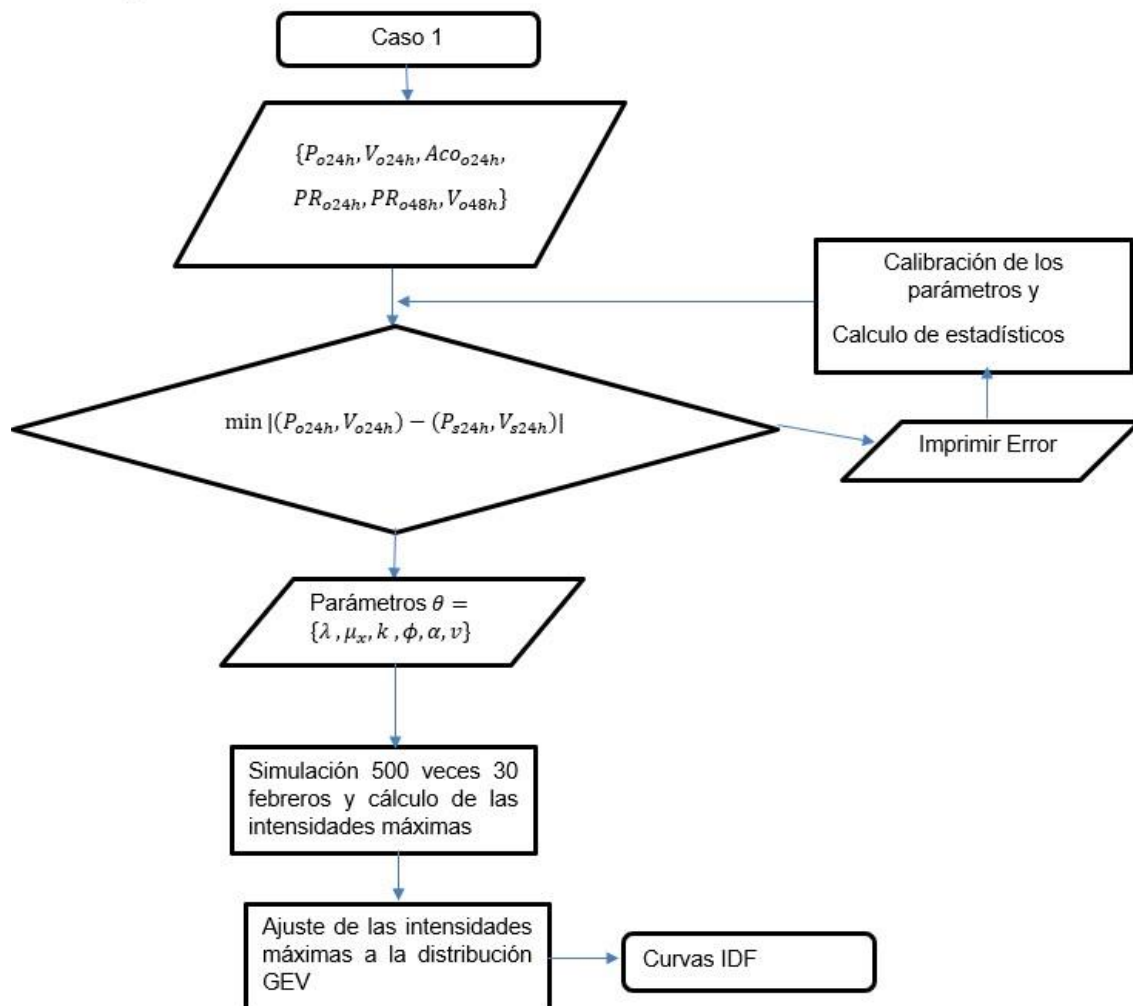 Caso 1
{P_{o24h}, V_{o24h}, Aco_{o24h},
PR_{o24h}, PR_{o48h}, V_{o48h}}
Calibración de los
parámetros y
Calculo de estadísticos
min |(P_{o24h}, V_{o24h}) − (P_{s24h}, V_{s24h})|
Imprimir Error
Parámetros θ =
{λ , μ_x, k , ϕ, α, v}
Simulación 500 veces 30
febreros y cálculo de las
intensidades máximas
Ajuste de las intensidades
máximas a la distribución
GEV
Curvas IDF